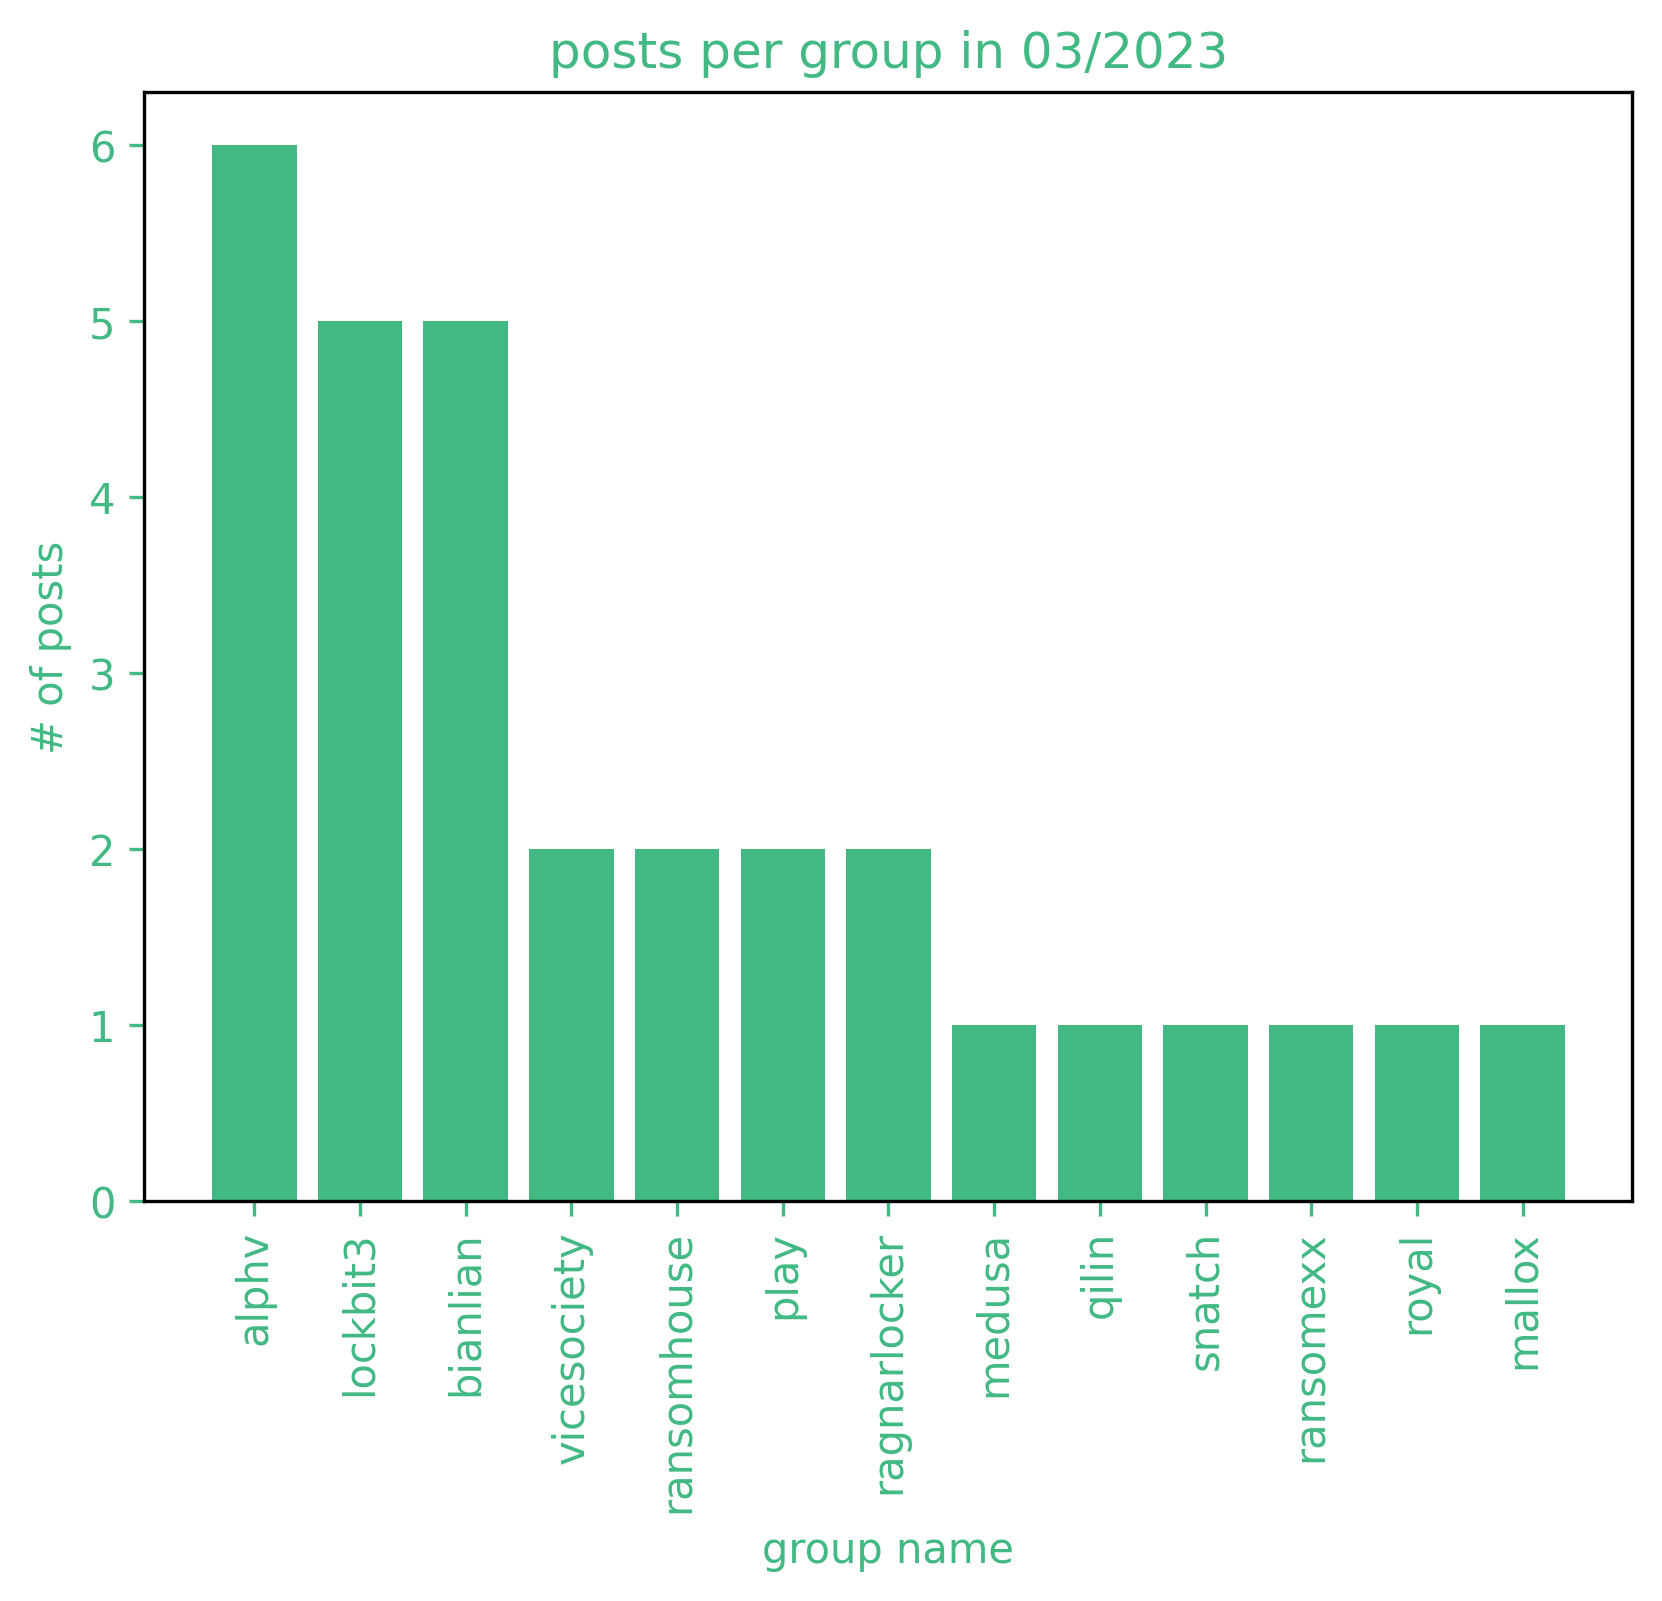 posts per group in 03/2023
6
5
4
3
2
1
0
# of posts
alphv
lockbit3
bianlian
vicesociety
ransomhouse
play
ragnarlocker
medusa
qilin
snatch
ransomexx
royal
mallox
group name